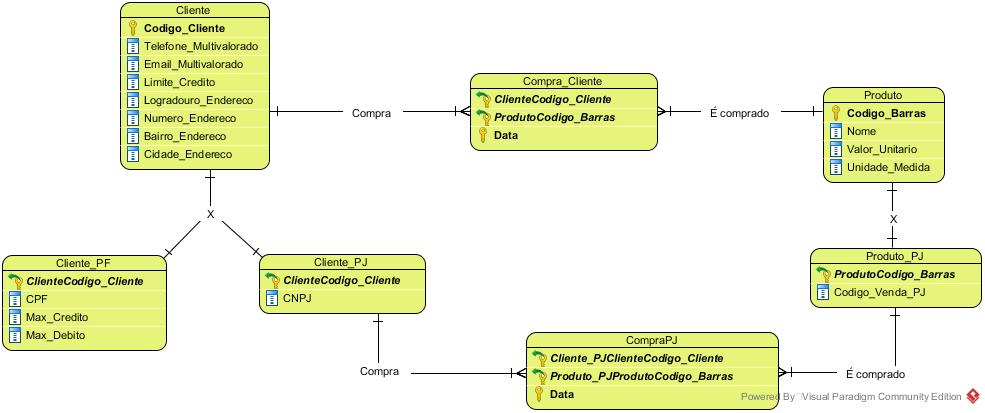 Cliente
Codigo_Cliente
Telefone_Multivalorado
Email_Multivalorado
Limite_Credito
Logradouro_Endereco
Numero_Endereco
Bairro_Endereco
Cidade_Endereco
Compra
Compra_Cliente
ClienteCodigo_Cliente
ProdutoCodigo_Barras
Data
É comprado
Produto
Codigo_Barras
Nome
Valor_Unitario
Unidade_Medida
X
X
Cliente_PF
ClienteCodigo_Cliente
CPF
Max_Credito
Max_Debito
Cliente_PJ
ClienteCodigo_Cliente
CNPJ
Produto_PJ
ProdutoCodigo_Barras
Codigo_Venda_PJ
Compra
CompraPJ
Cliente_PJClienteCodigo_Cliente
Produto_PJProdutoCodigo_Barras
Data
É comprado
Powered By Visual Paradigm Community Edition